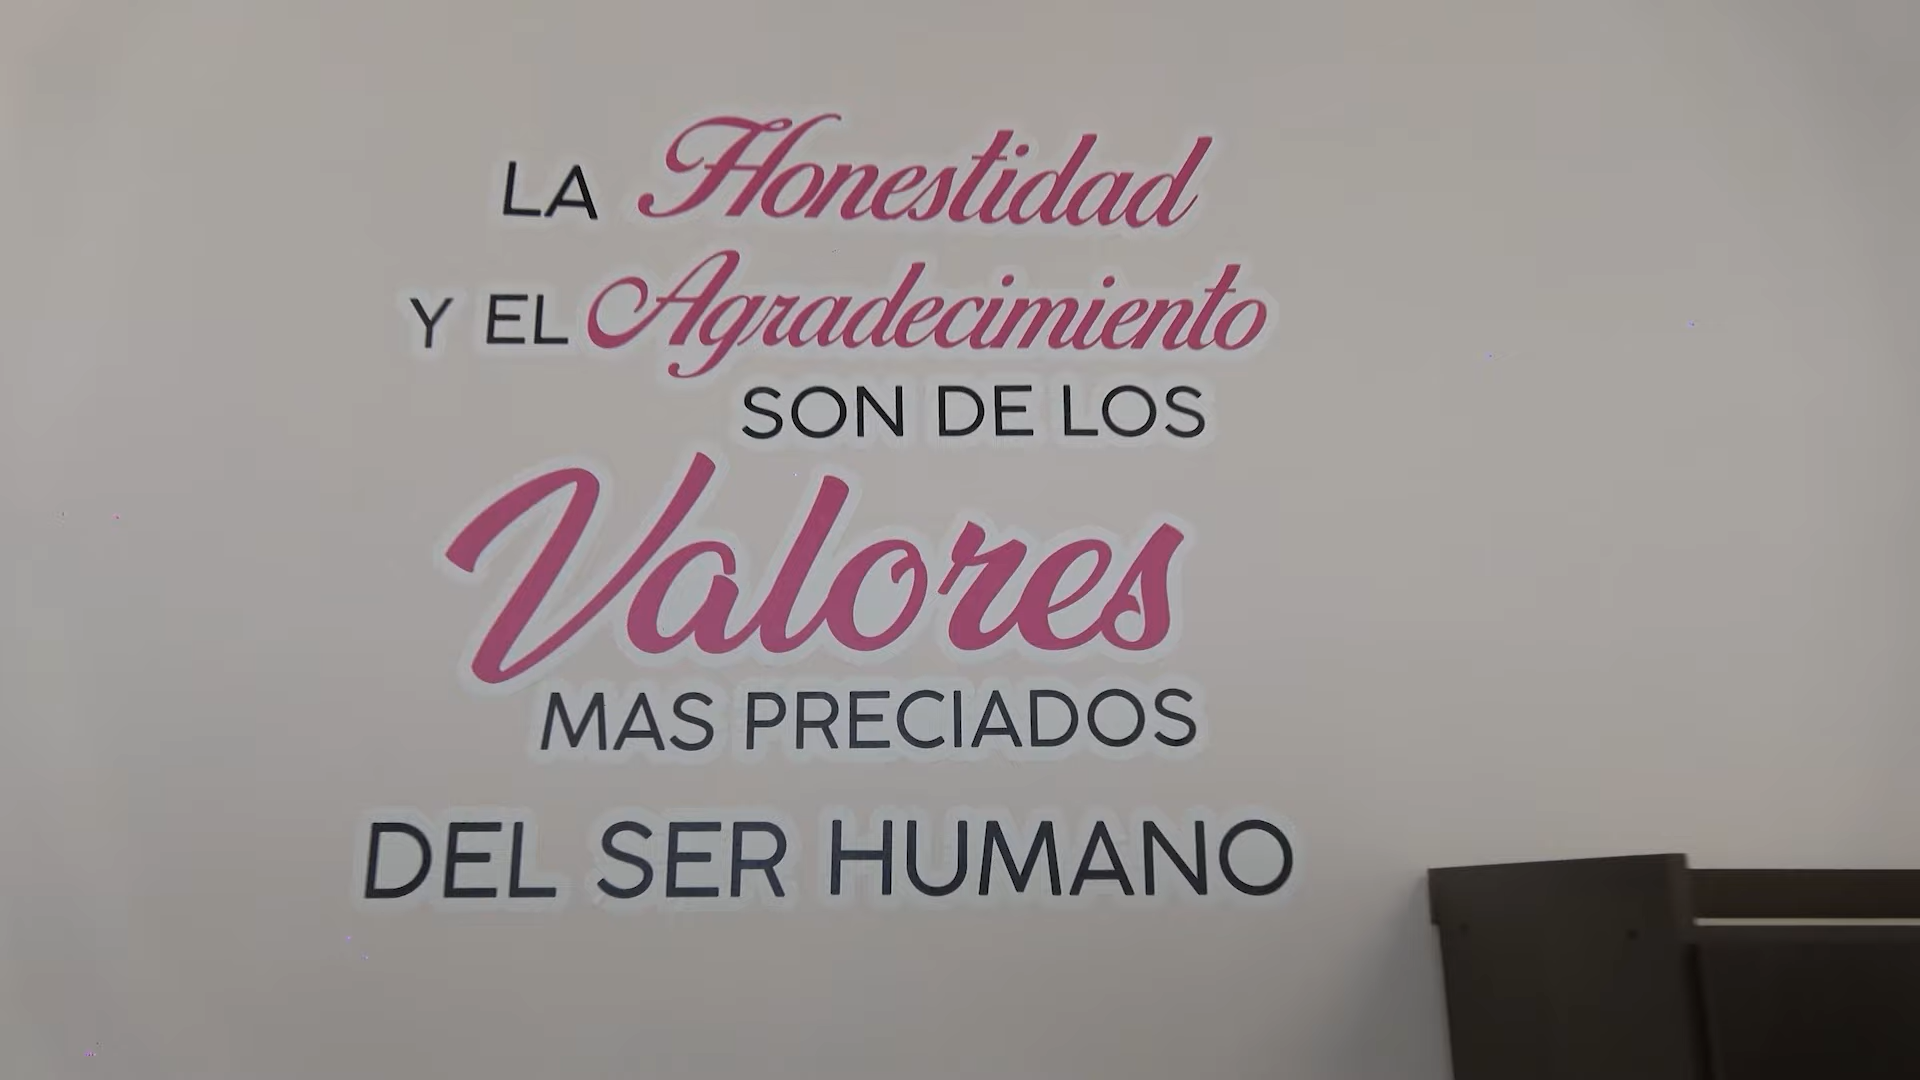 LA Honestidad
Y EL Agradecimiento
SON DE LOS
Valores
MAS PRECIADOS
DEL SER HUMANO